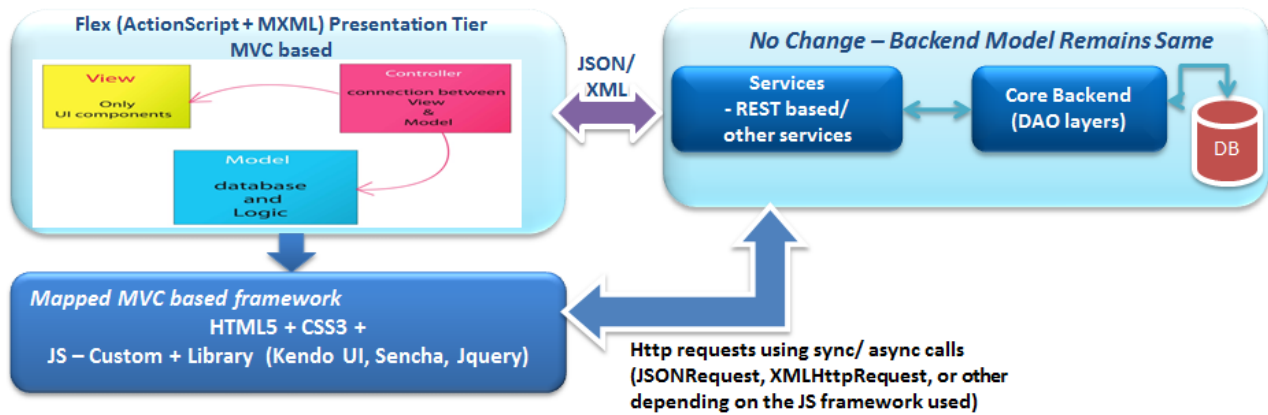 Flex (ActionScript + MXML) Presentation Tier
MVC based
View
Only
UI components
Controller
connection between
View
&
Model
Model
database
and
Logic
JSON/
XML
No Change – Backend Model Remains Same
Services
- REST based/
other services
Core Backend
(DAO layers)
DB
Mapped MVC based framework
HTML5 + CSS3 +
JS – Custom + Library (Kendo UI, Sencha, Jquery)
Http requests using sync/ async calls
(JSONRequest, XMLHttpRequest, or other
depending on the JS framework used)